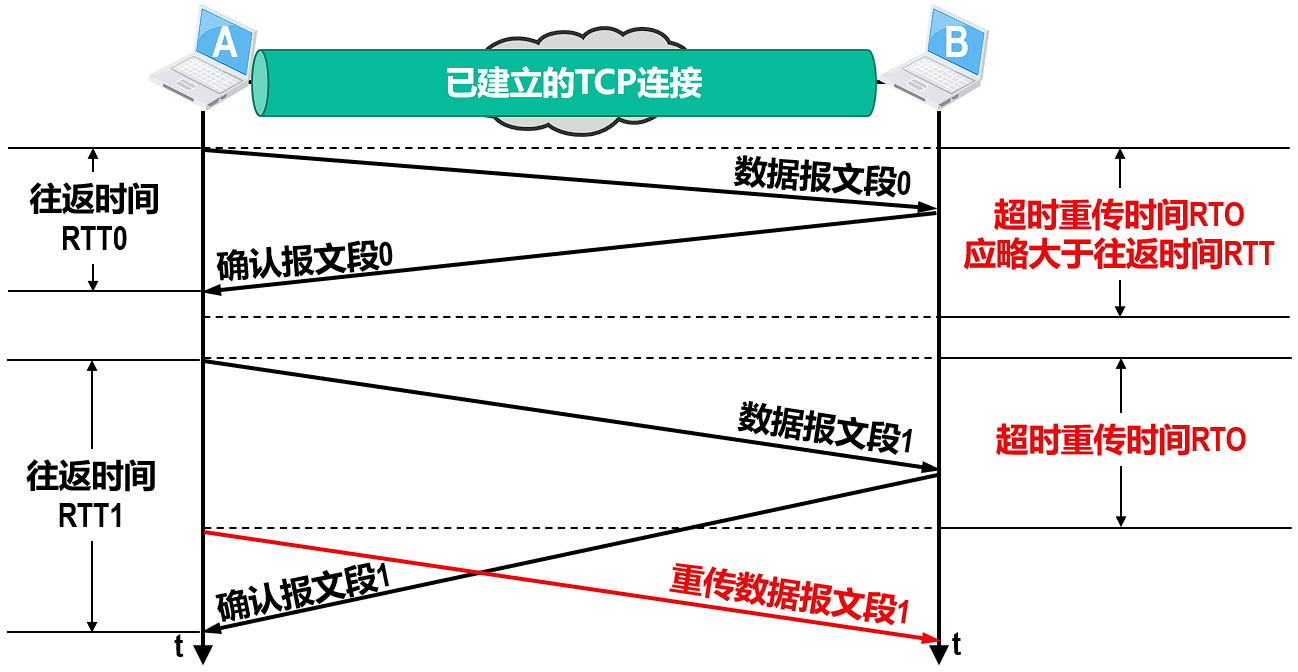 A
B
已建立的TCP连接
往返时间
RTT0
数据报文段0
确认报文段0
超时重传时间RTO
应略大于往返时间RTT
往返时间
RTT1
数据报文段1
超时重传时间RTO
确认报文段1
重传数据报文段1
t
t